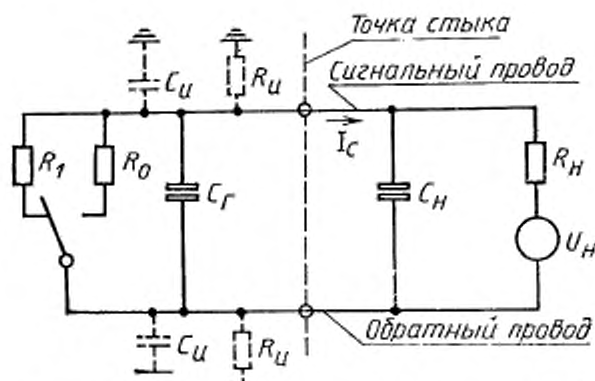 Точка стыка
Сигнальный провод
Cи
Rи
Iс
R1
R0
Cг
Cн
Rн
Uн
Обратный провод
Cи
Rи